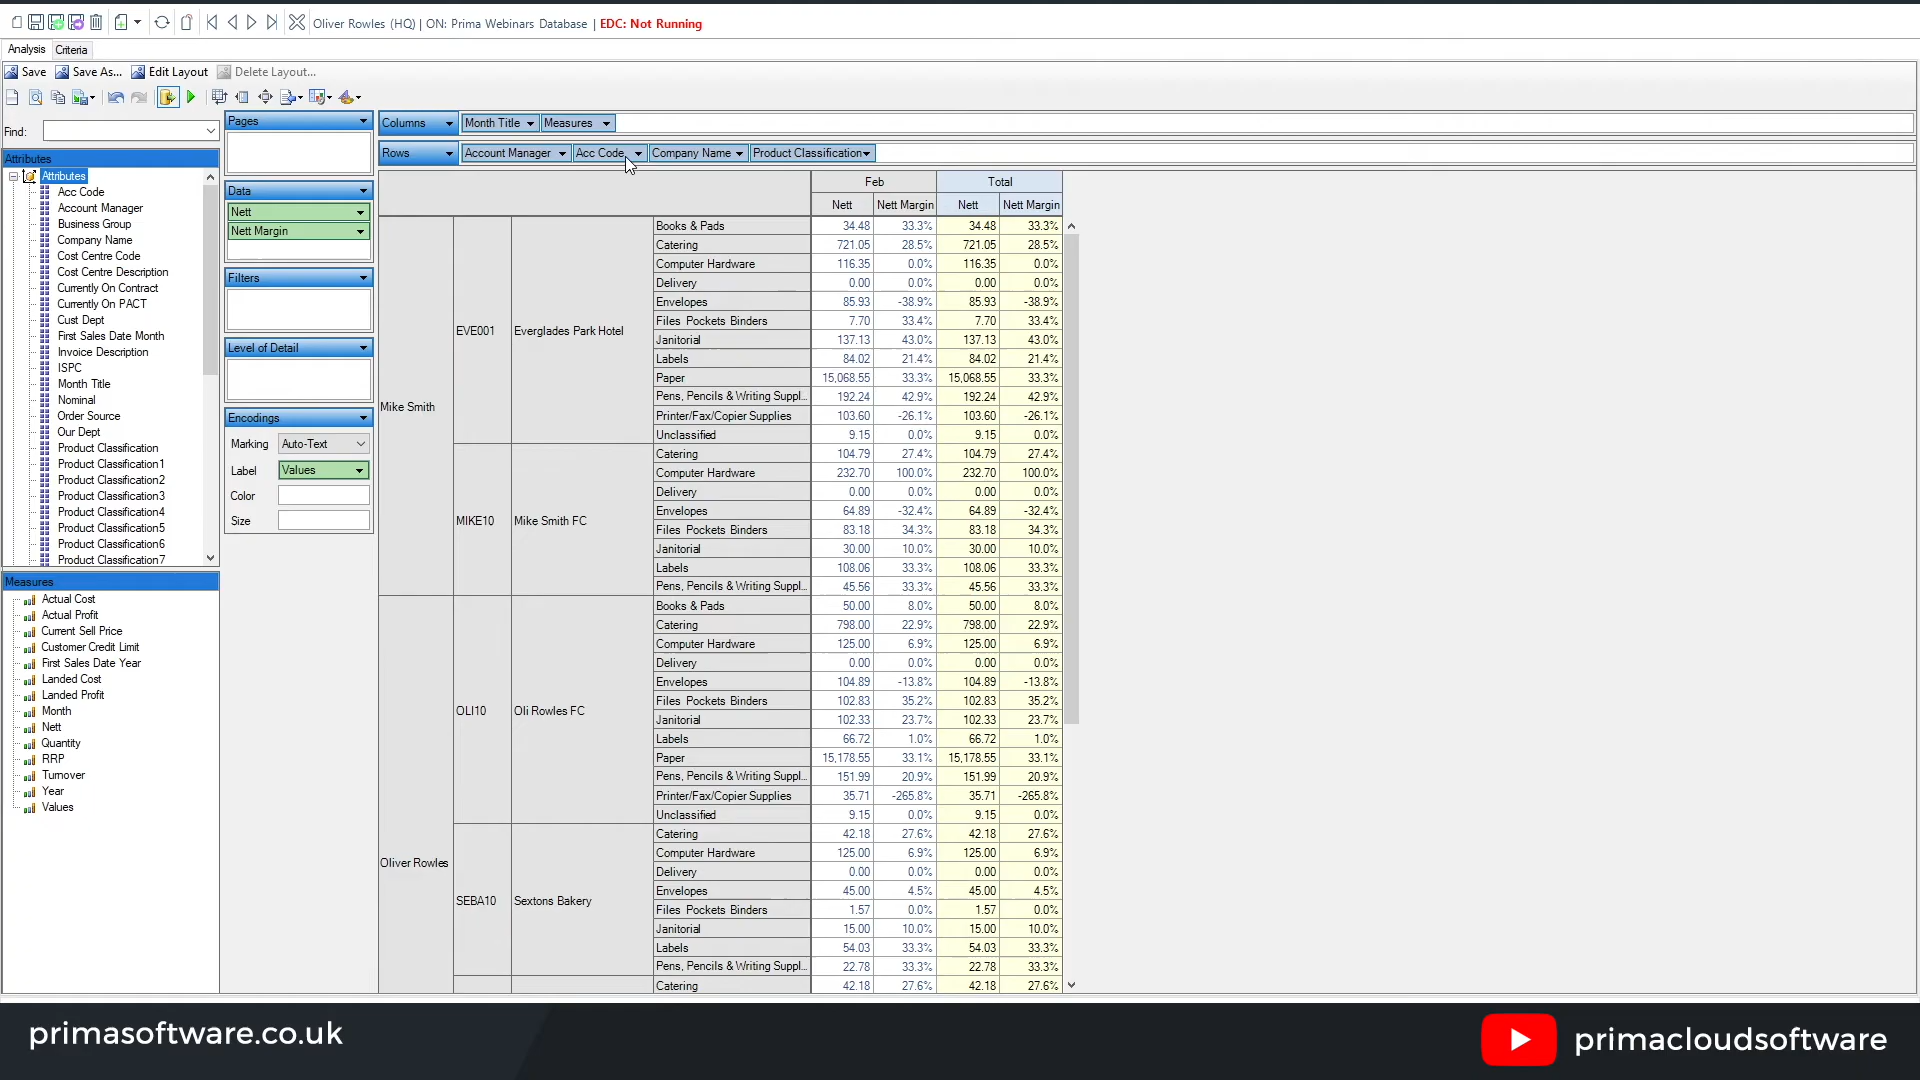 Oliver Rowles (HQ) | ON: Prima Webinars Database | EDC: Not Running
Analysis Criteria
Save Save As... Edit Layout Delete Layout...
Find:
Attributes
Attributes
Acc Code
Account Manager
Business Group
Company Name
Cost Centre Code
Cost Centre Description
Currently On Contract
Currently On PACT
Cust Dept
First Sales Date Month
Invoice Description
ISPC
Month Title
Nominal
Order Source
Our Dept
Product Classification
Product Classification1
Product Classification2
Product Classification3
Product Classification4
Product Classification5
Product Classification6
Product Classification7
Measures
Actual Cost
Actual Profit
Current Sell Price
Customer Credit Limit
First Sales Date Year
Landed Cost
Landed Profit
Month
Nett
Quantity
RRP
Turnover
Year
Values
Pages
Data
Nett
Nett Margin
Filters
Level of Detail
Encodings
Marking Auto-Text
Label Values
Color
Size
Columns Month Title Measures
Rows Account Manager Acc Code Company Name Product Classification
Feb Total
Nett Nett Margin Nett Nett Margin
Mike Smith
EVE001 Everglades Park Hotel
Books & Pads 34.48 33.3% 34.48 33.3%
Catering 721.05 28.5% 721.05 28.5%
Computer Hardware 116.35 0.0% 116.35 0.0%
Delivery 0.00 0.0% 0.00 0.0%
Envelopes 85.93 -38.9% 85.93 -38.9%
Files Pockets Binders 7.70 33.4% 7.70 33.4%
Janitorial 137.13 43.0% 137.13 43.0%
Labels 84.02 21.4% 84.02 21.4%
Paper 15,068.55 33.3% 15,068.55 33.3%
Pens, Pencils & Writing Suppl... 192.24 42.9% 192.24 42.9%
Printer/Fax/Copier Supplies 103.60 -26.1% 103.60 -26.1%
Unclassified 9.15 0.0% 9.15 0.0%
MIKE10 Mike Smith FC
Catering 104.79 27.4% 104.79 27.4%
Computer Hardware 232.70 100.0% 232.70 100.0%
Delivery 0.00 0.0% 0.00 0.0%
Envelopes 64.89 -32.4% 64.89 -32.4%
Files Pockets Binders 83.18 34.3% 83.18 34.3%
Janitorial 30.00 10.0% 30.00 10.0%
Labels 108.06 33.3% 108.06 33.3%
Pens, Pencils & Writing Suppl... 45.56 33.3% 45.56 33.3%
Oliver Rowles
OLI10 Oli Rowles FC
Books & Pads 50.00 8.0% 50.00 8.0%
Catering 798.00 22.9% 798.00 22.9%
Computer Hardware 125.00 6.9% 125.00 6.9%
Delivery 0.00 0.0% 0.00 0.0%
Envelopes 104.89 -13.8% 104.89 -13.8%
Files Pockets Binders 102.83 35.2% 102.83 35.2%
Janitorial 102.33 23.7% 102.33 23.7%
Labels 66.72 1.0% 66.72 1.0%
Paper 15,178.55 33.1% 15,178.55 33.1%
Pens, Pencils & Writing Suppl... 151.99 20.9% 151.99 20.9%
Printer/Fax/Copier Supplies 35.71 -265.8% 35.71 -265.8%
Unclassified 9.15 0.0% 9.15 0.0%
SEBA10 Sextons Bakery
Catering 42.18 27.6% 42.18 27.6%
Computer Hardware 125.00 6.9% 125.00 6.9%
Delivery 0.00 0.0% 0.00 0.0%
Envelopes 45.00 4.5% 45.00 4.5%
Files Pockets Binders 1.57 0.0% 1.57 0.0%
Janitorial 15.00 10.0% 15.00 10.0%
Labels 54.03 33.3% 54.03 33.3%
Pens, Pencils & Writing Suppl... 22.78 33.3% 22.78 33.3%
Catering 42.18 27.6% 42.18 27.6%
primasoftware.co.uk
primacloudsoftware